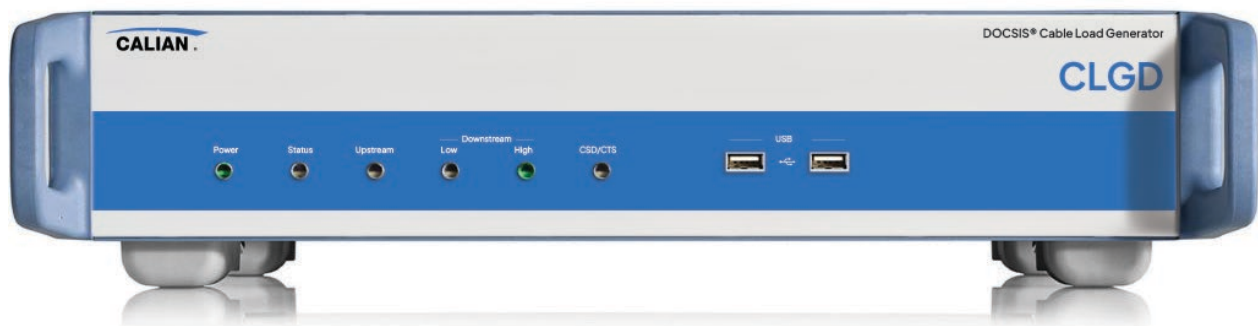 CALIAN.
DOCSIS® Cable Load Generator
CLGD
Downstream
USB
Power Status Upstream Low High CSD/CTS